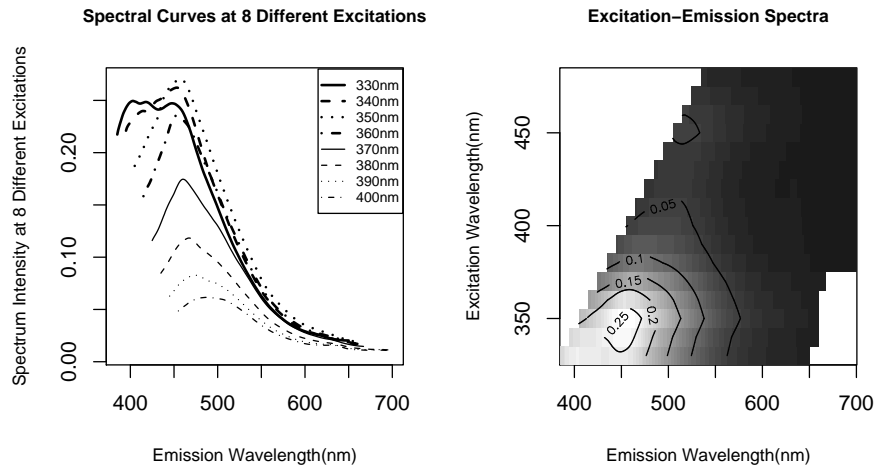 Spectral Curves at 8 Different Excitations
Spectrum Intensity at 8 Different Excitations
0.20
0.10
0.00
330nm
340nm
350nm
360nm
370nm
380nm
390nm
400nm
400 500 600 700
Emission Wavelength(nm)
Excitation−Emission Spectra
Excitation Wavelength(nm)
450
400
350
0.05
0.1
0.15
0.2
0.25
400 500 600 700
Emission Wavelength(nm)